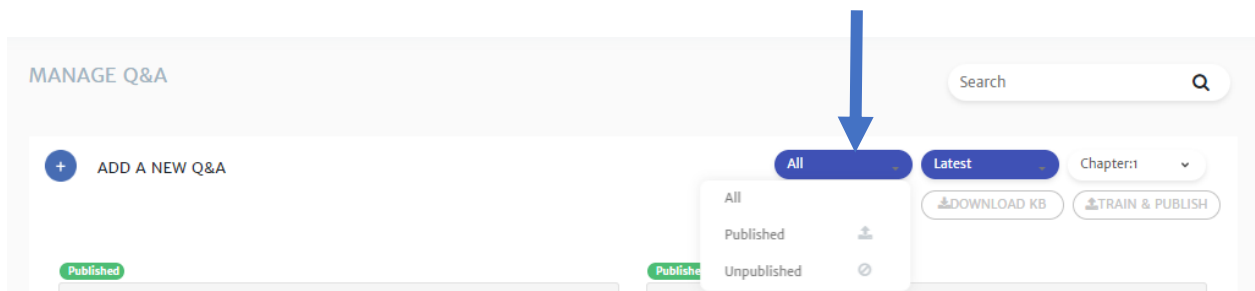 MANAGE Q&A
Search
+ ADD A NEW Q&A
All
Latest
Chapter:1
All
Published
Unpublished
DOWNLOAD KB
TRAIN & PUBLISH
Published
Publishe